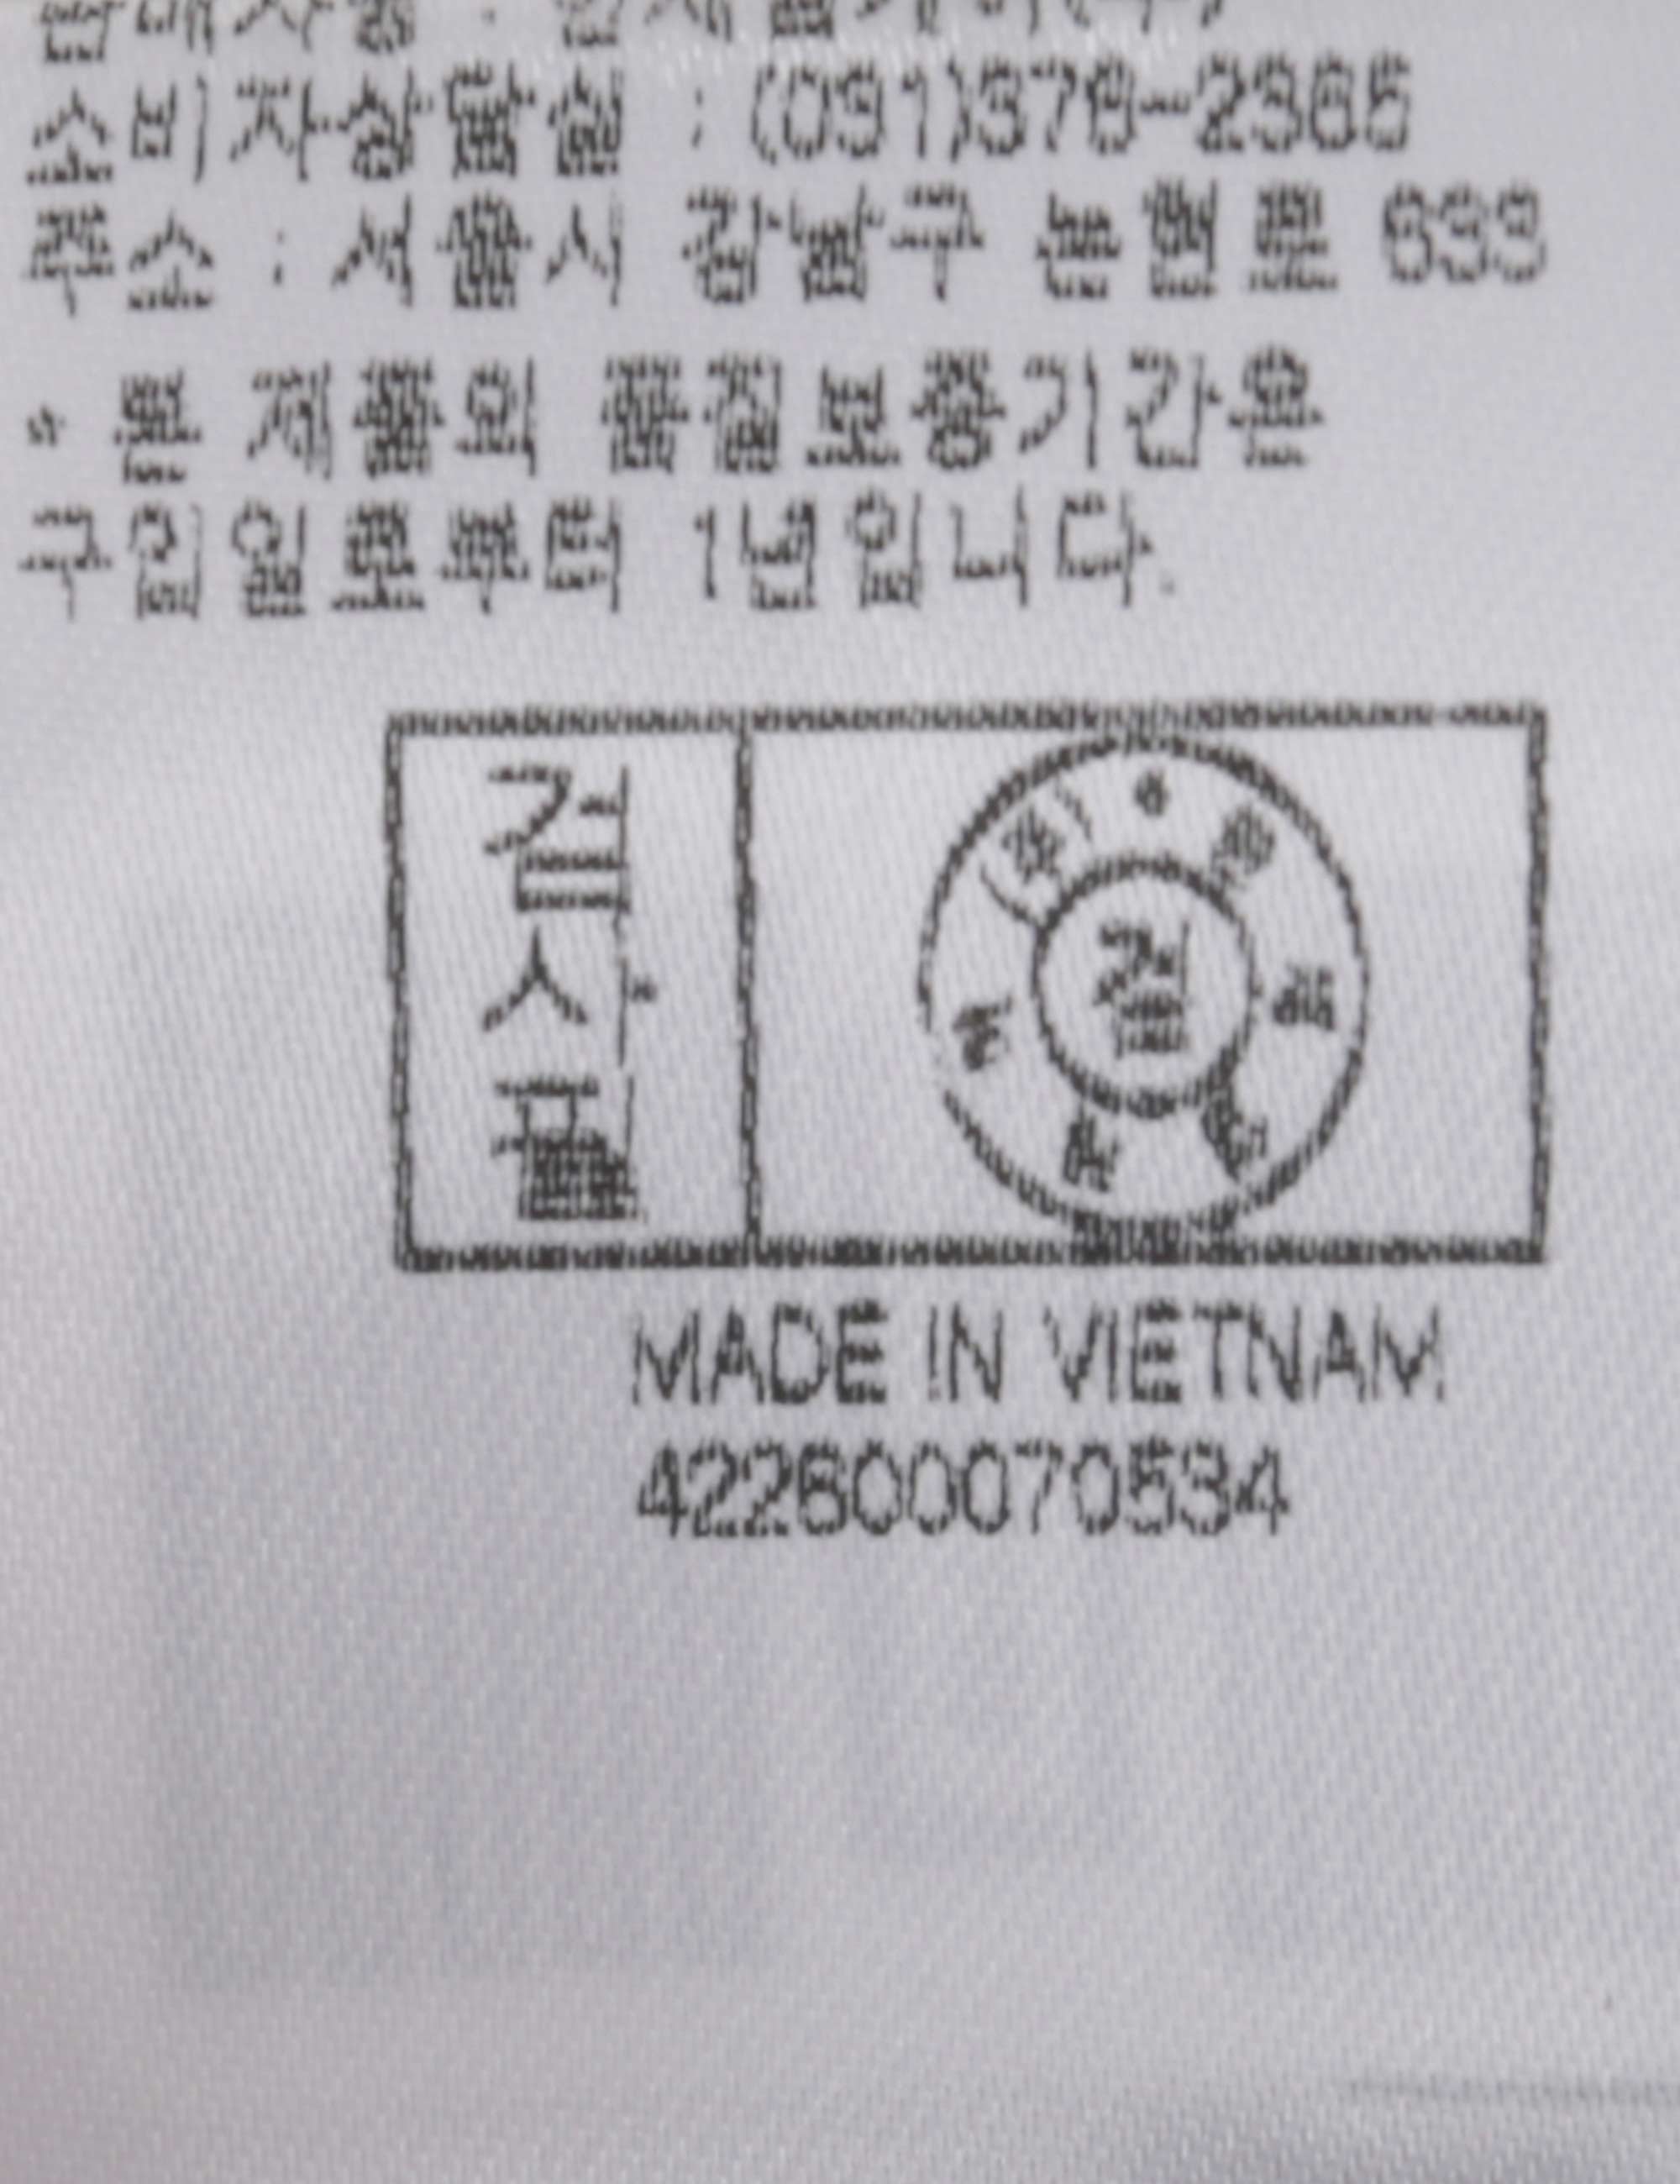 소비자상담실 : (031)376-2365
주소 : 서울시 강남구 논현로 633
* 본 제품의 품질보증기간은
구입일로부터 1년입니다.
검
사
필
검
MADE IN VIETNAM
422600070534